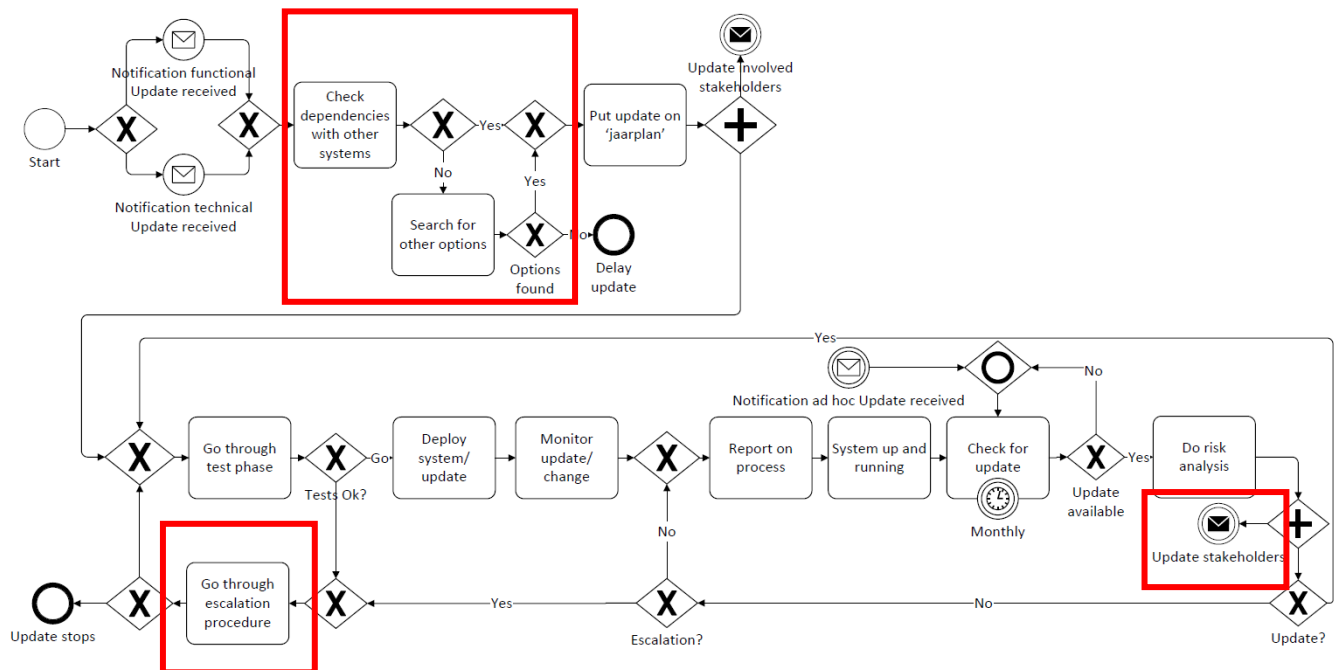 Notification functional
Update received
Start
Notification technical
Update received
Check
dependencies
with other
systems
Yes
No
Search for
other options
Yes
Options
found
No
Delay
update
Put update on
‘jaarplan’
Update involved
stakeholders
Yes
Notification ad hoc Update received
No
Go through
test phase
Tests Ok?
Go
Deploy
system/
update
Monitor
update/
change
Report on
process
System up and
running
Check for
update
Monthly
Update
available
Yes
Do risk
analysis
Update stakeholders
No
Update stops
Go through
escalation
procedure
Yes
Escalation?
No
Update?